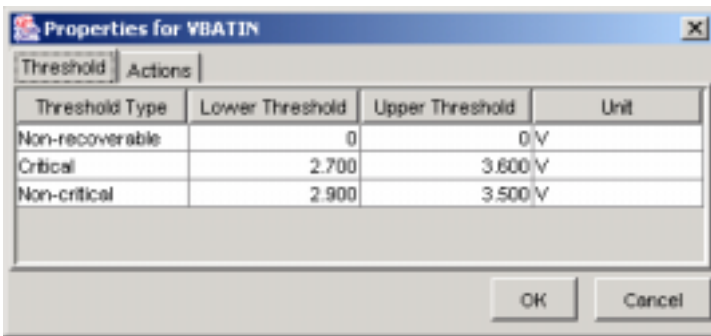 Properties for VBATIN
Threshold Actions
Threshold Type Lower Threshold Upper Threshold Unit
Non-recoverable 0 0 V
Critical 2.700 3.600 V
Non-critical 2.900 3.500 V
OK Cancel